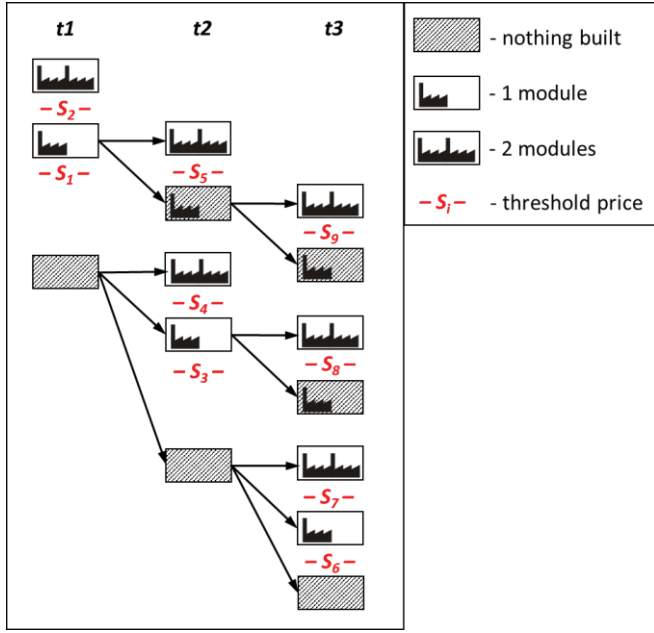 t1 t2 t3
– S2 –
– S1 –
– S5 –
– S9 –
– S4 –
– S3 –
– S8 –
– S7 –
– S6 –
- nothing built
- 1 module
- 2 modules
– Si – - threshold price